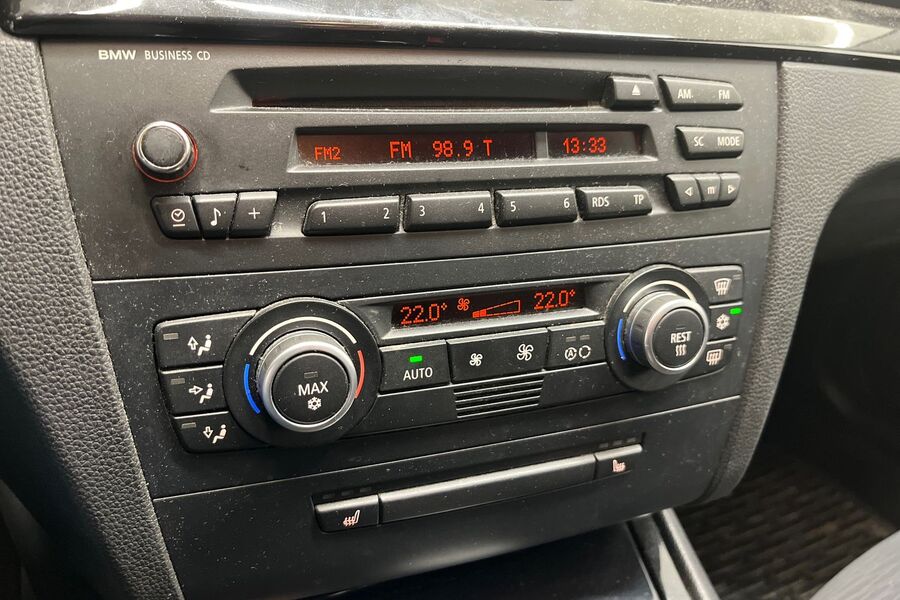 BMW BUSINESS CD
AM FM
FM2 FM 98.9 T 13:33
SC MODE
m
1 2 3 4 5 6 RDS TP
22.0° 22.0°
REST
MAX
AUTO
A